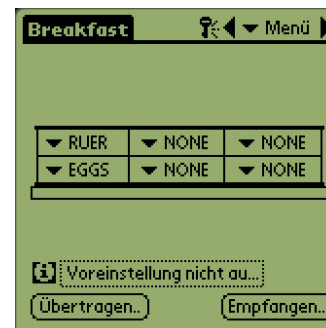 Breakfast Menü
RUER NONE NONE
EGGS NONE NONE
Voreinstellung nicht au...
Übertragen.. Empfangen..